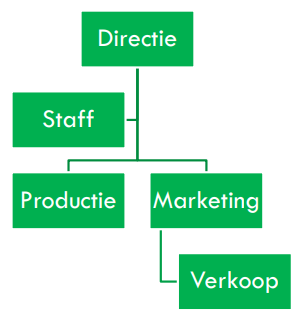 Directie
Staff
Productie
Marketing
Verkoop